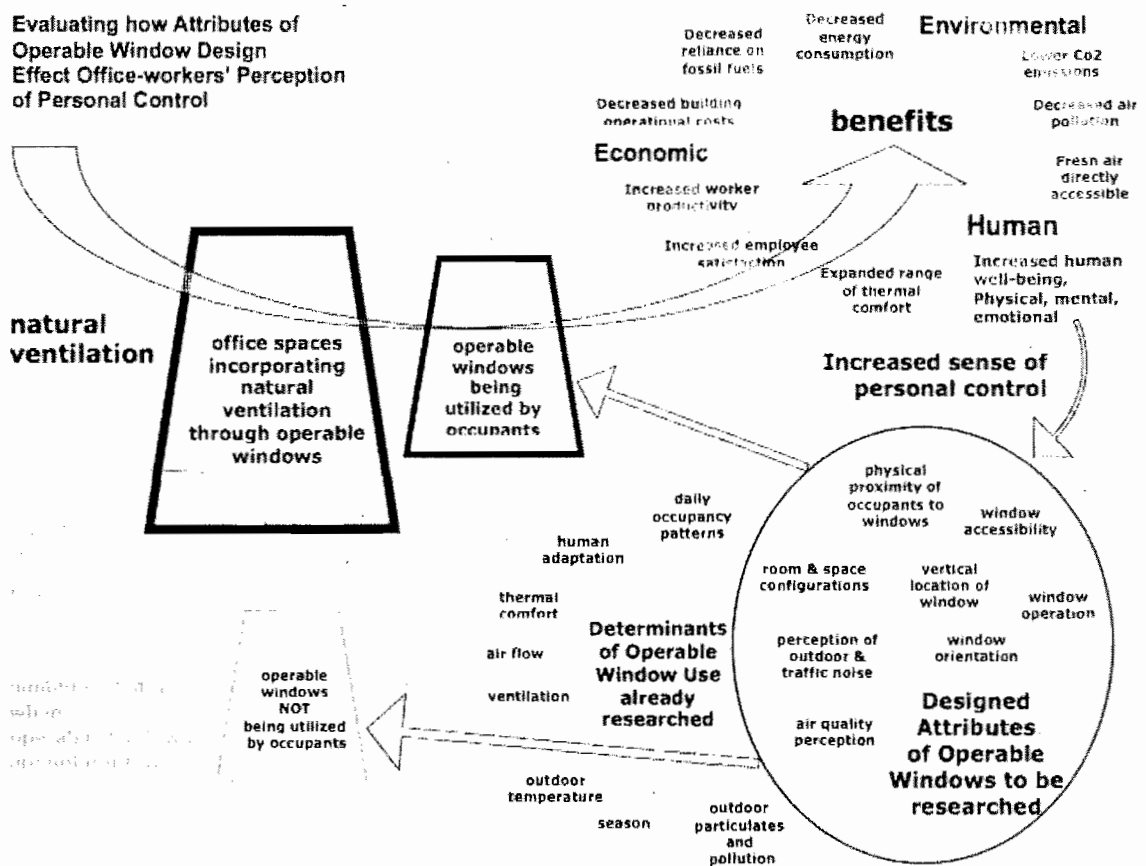 Evaluating how Attributes of
Operable Window Design
Effect Office-workers' Perception
of Personal Control
Decreased
reliance on
fossil fuels
Decreased
energy
consumption
Environmental
Lower Co2
emissions
Decreased building
operational costs
benefits
Decreased air
pollution
Economic
Fresh air
directly
accessible
Increased worker
productivity
Human
Increased employee
satisfaction
Expanded range
of thermal
comfort
Increased human
well-being,
Physical, mental,
emotional
natural
ventilation
office spaces
incorporating
natural
ventilation
through operable
windows
operable
windows
being
utilized by
occupants
Increased sense of
personal control
physical
proximity of
occupants to
windows
window
accessibility
daily
occupancy
patterns
human
adaptation
room & space
configurations
vertical
location of
window
window
operation
thermal
comfort
Determinants
of Operable
Window Use
already
researched
perception of
outdoor &
traffic noise
window
orientation
air flow
ventilation
operable
windows
NOT
being utilized
by occupants
air quality
perception
Designed
Attributes
of Operable
Windows to be
researched
outdoor
temperature
season
outdoor
particulates
and
pollution